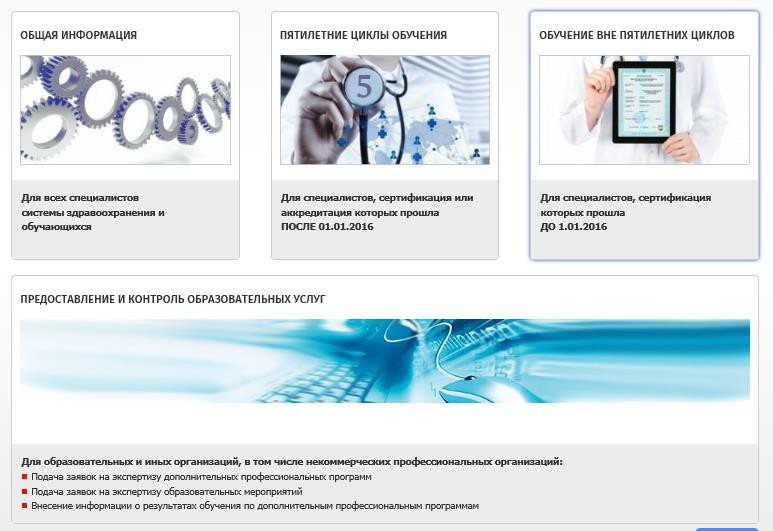 ОБЩАЯ ИНФОРМАЦИЯ
Для всех специалистов
системы здравоохранения и
обучающихся
ПЯТИЛЕТНИЕ ЦИКЛЫ ОБУЧЕНИЯ
5
Для специалистов, сертификация или
аккредитация которых прошла
ПОСЛЕ 01.01.2016
ОБУЧЕНИЕ ВНЕ ПЯТИЛЕТНИХ ЦИКЛОВ
Для специалистов, сертификация
которых прошла
ДО 1.01.2016
ПРЕДОСТАВЛЕНИЕ И КОНТРОЛЬ ОБРАЗОВАТЕЛЬНЫХ УСЛУГ
Для образовательных и иных организаций, в том числе некоммерческих профессиональных организаций:
Подача заявок на экспертизу дополнительных профессиональных программ
Подача заявок на экспертизу образовательных мероприятий
Внесение информации о результатах обучения по дополнительным профессиональным программам